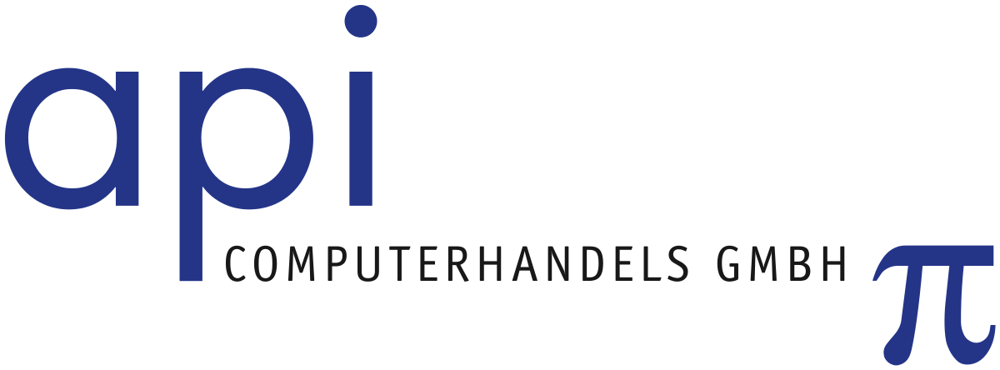 api
COMPUTERHANDELS GMBH π